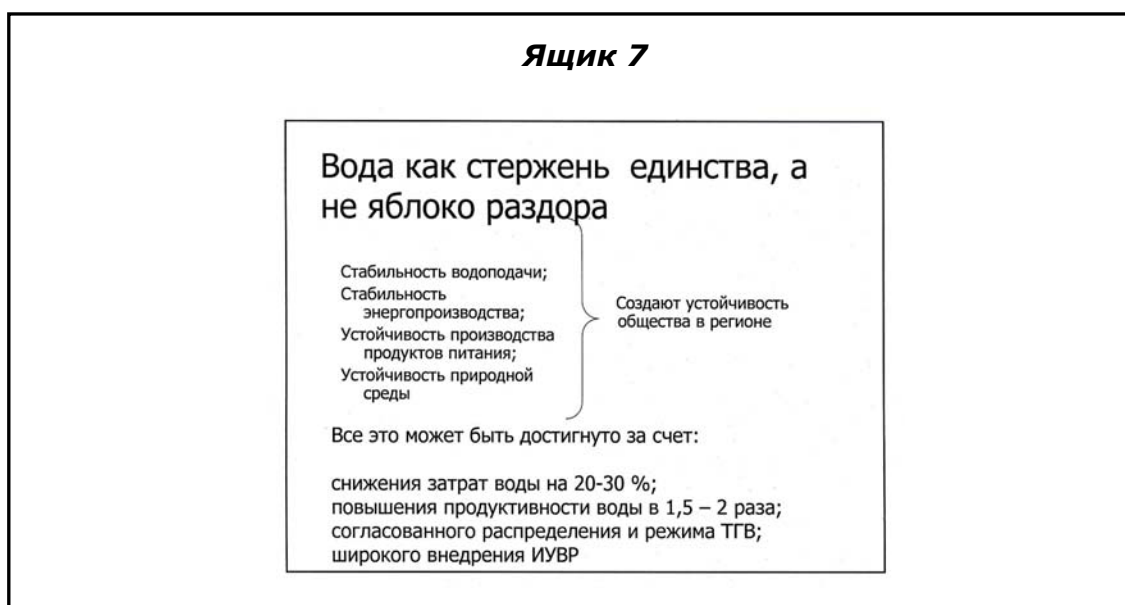 Ящик 7
Вода как стержень единства, а
не яблоко раздора
Стабильность водоподачи;
Стабильность
энергопроизводства;
Устойчивость производства
продуктов питания;
Устойчивость природной
среды
Создают устойчивость
общества в регионе
Все это может быть достигнуто за счет:
снижения затрат воды на 20-30 %;
повышения продуктивности воды в 1,5 – 2 раза;
согласованного распределения и режима ТГВ;
широкого внедрения ИУВР